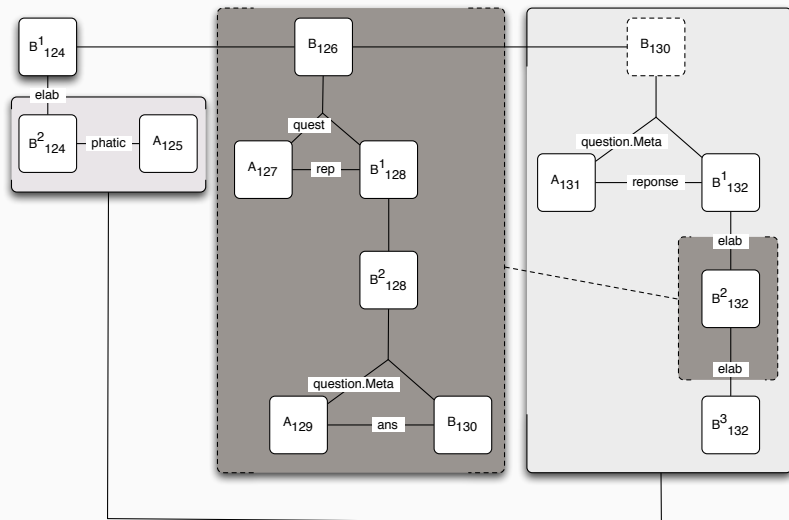 B¹₁₂₄
B₁₂₆
B₁₃₀
elab
B²₁₂₄
phatic
A₁₂₅
quest
A₁₂₇
rep
B¹₁₂₈
B²₁₂₈
question.Meta
A₁₂₉
ans
B₁₃₀
question.Meta
A₁₃₁
reponse
B¹₁₃₂
elab
B²₁₃₂
elab
B³₁₃₂